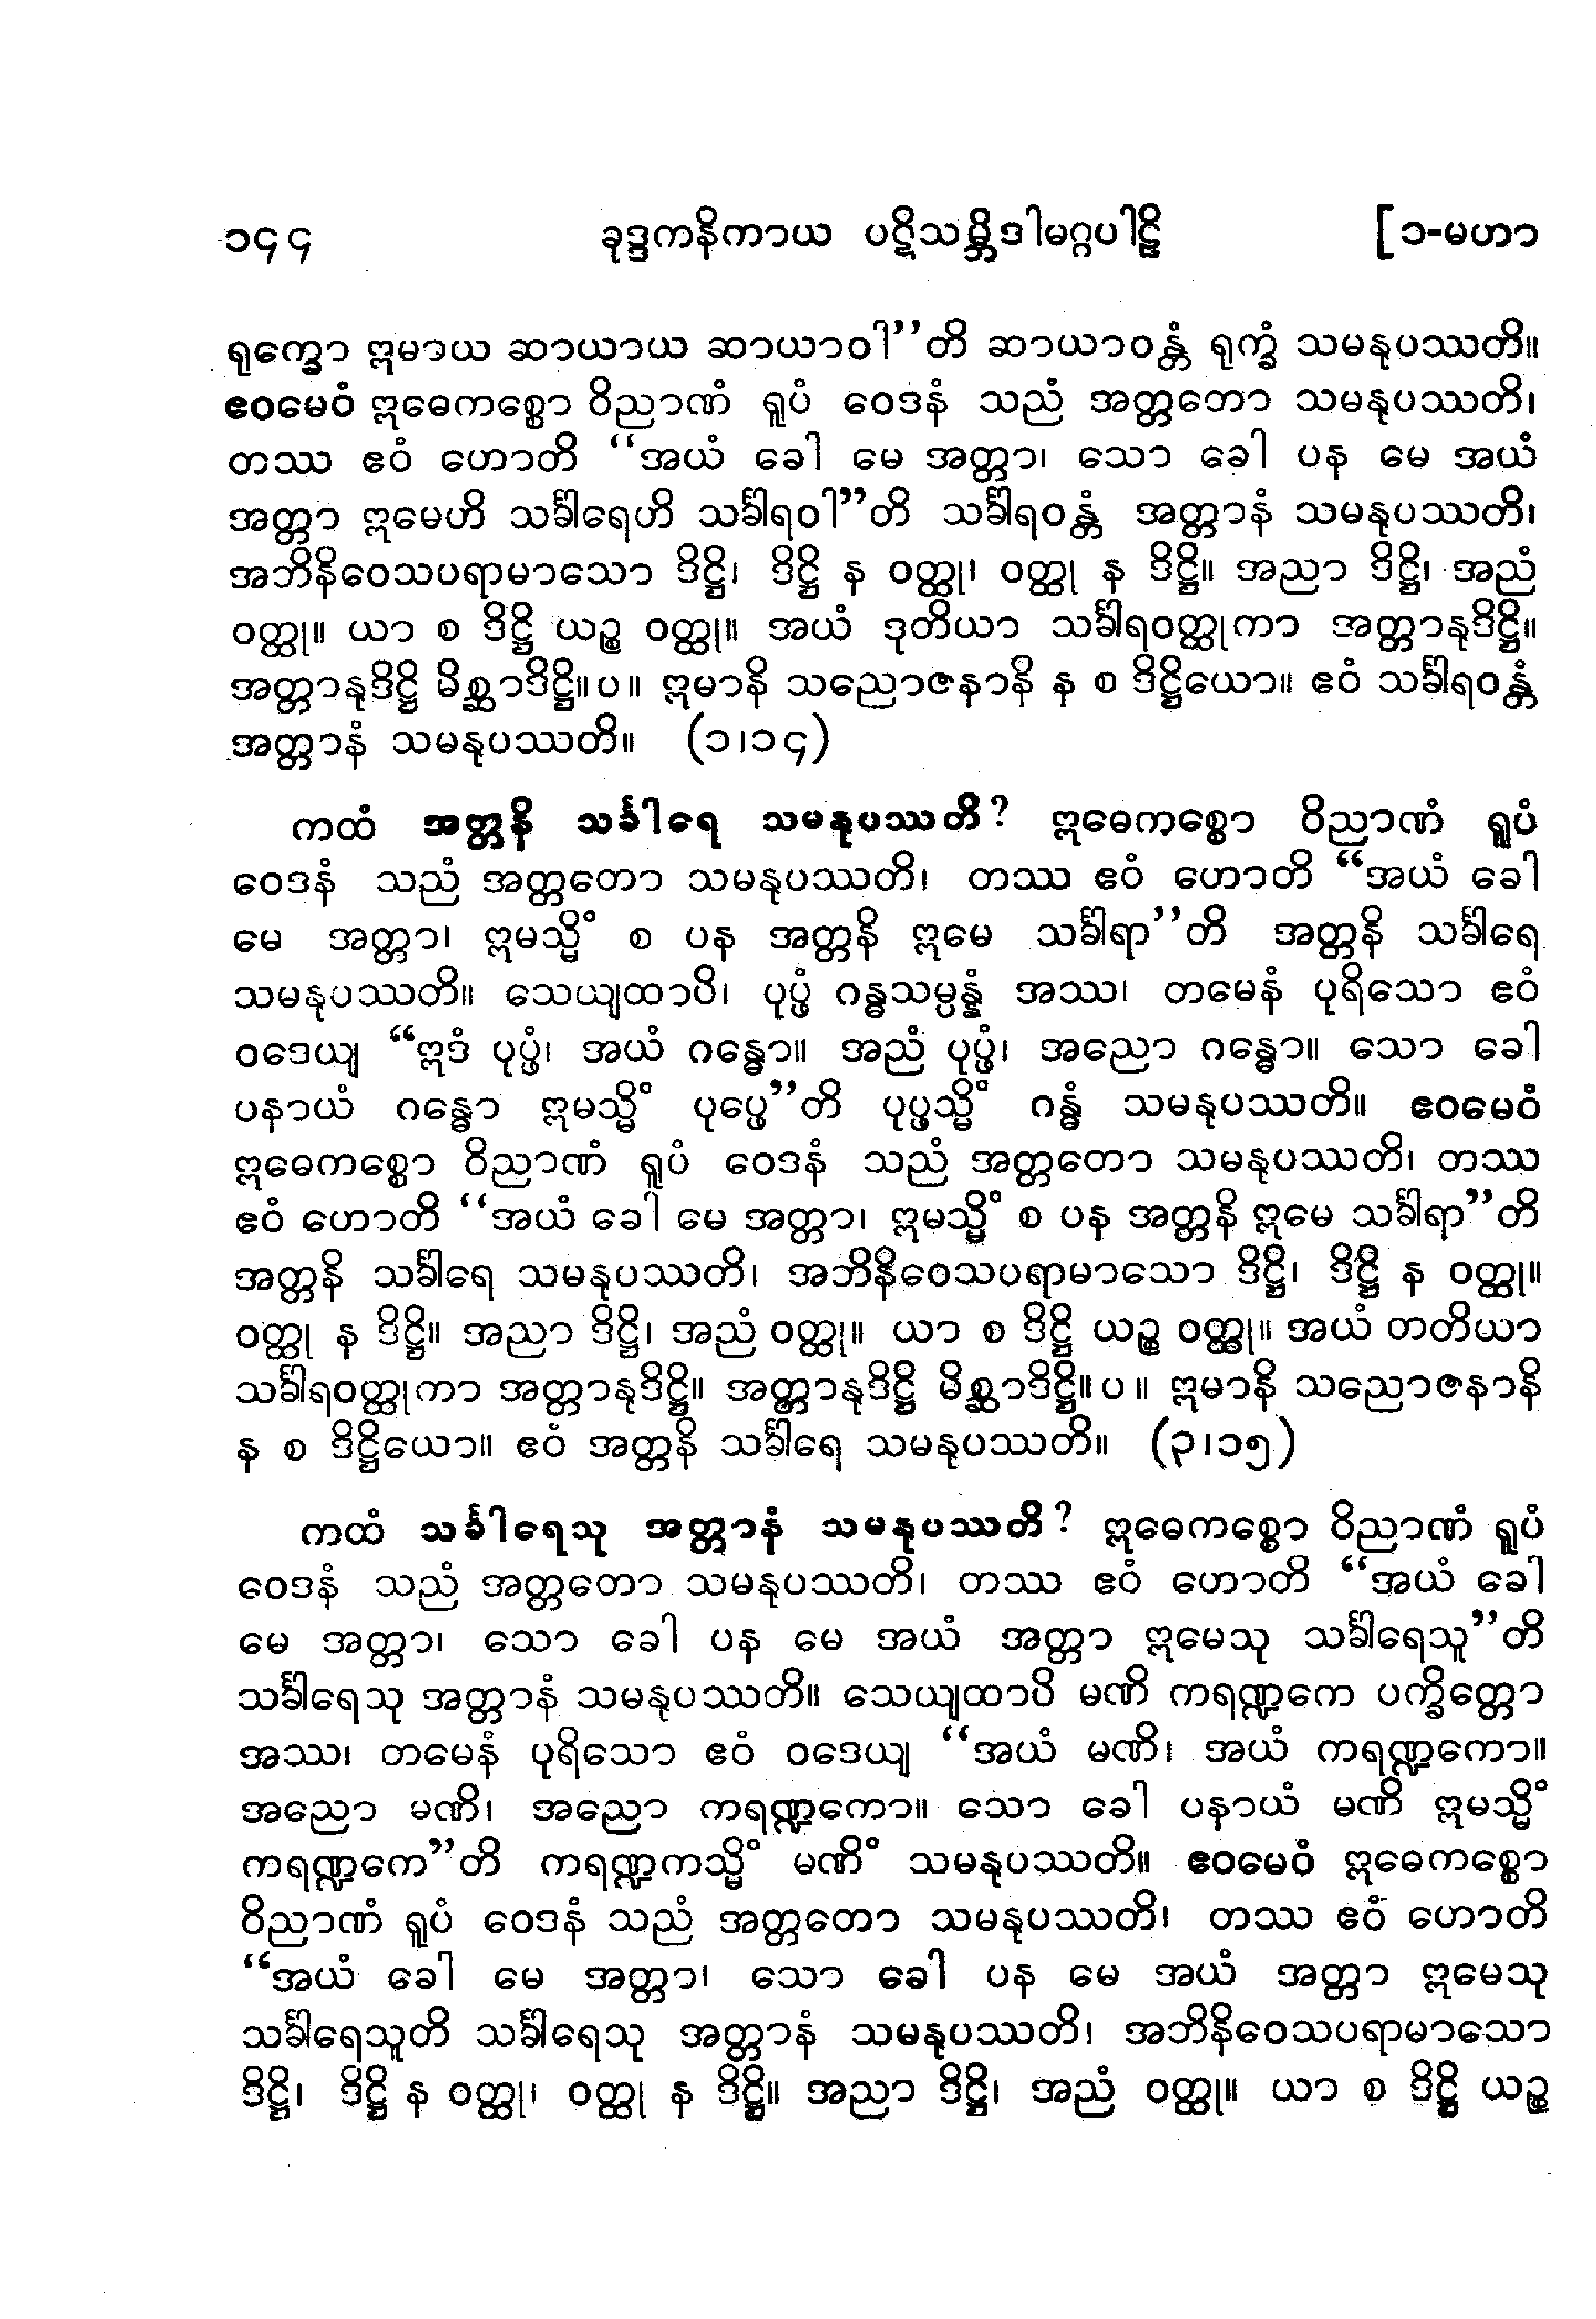 ၁၄၄ ခုဒ္ဒကနိကာယ ပဋိသမ္ဘိဒါမဂ္ဂပါဠိ [၁-မဟာ
ရုက္ခော ဣမာယ ဆာယာယ ဆာယာဝါ’’တိ ဆာယာဝန္တံ ရုက္ခံ သမနုပဿတိ။
ဧဝမေဝံ ဣဓေကစ္စော ဝိညာဏံ ရူပံ ဝေဒနံ သညံ အတ္တတော သမနုပဿတိ၊
တဿ ဧဝံ ဟောတိ ‘‘အယံ ခေါ မေ အတ္တာ၊ သော ခေါ ပန မေ အယံ
အတ္တာ ဣမေဟိ သင်္ခါရေဟိ သင်္ခါရဝါ’’တိ သင်္ခါရဝန္တံ အတ္တာနံ သမနုပဿတိ၊
အဘိနိဝေသပရာမာသော ဒိဋ္ဌိ၊ ဒိဋ္ဌိ န ဝတ္ထု၊ ဝတ္ထု န ဒိဋ္ဌိ။ အညာ ဒိဋ္ဌိ၊ အညံ
ဝတ္ထု။ ယာ စ ဒိဋ္ဌိ ယဉ္စ ဝတ္ထု။ အယံ ဒုတိယာ သင်္ခါရဝတ္ထုကာ အတ္တာနုဒိဋ္ဌိ။
အတ္တာနုဒိဋ္ဌိ မိစ္ဆာဒိဋ္ဌိ။ပ။ ဣမာနိ သညောဇနာနိ န စ ဒိဋ္ဌိယော။ ဧဝံ သင်္ခါရဝန္တံ
အတ္တာနံ သမနုပဿတိ။ (၁၊၁၄)
ကထံ အတ္တနိ သင်္ခါရေ သမနုပဿတိ? ဣဓေကစ္စော ဝိညာဏံ ရူပံ
ဝေဒနံ သညံ အတ္တတော သမနုပဿတိ၊ တဿ ဧဝံ ဟောတိ ‘‘အယံ ခေါ
မေ အတ္တာ၊ ဣမသ္မိံ စ ပန အတ္တနိ ဣမေ သင်္ခါရာ’’တိ အတ္တနိ သင်္ခါရေ
သမနုပဿတိ။ သေယျထာပိ၊ ပုပ္ဖံ ဂန္ဓသမ္ပန္နံ အဿ၊ တမေနံ ပုရိသော ဧဝံ
ဝဒေယျ ‘‘ဣဒံ ပုပ္ဖံ၊ အယံ ဂန္ဓော။ အညံ ပုပ္ဖံ၊ အညော ဂန္ဓော။ သော ခေါ
ပနာယံ ဂန္ဓော ဣမသ္မိံ ပုပ္ဖေ’’တိ ပုပ္ဖသ္မိံ ဂန္ဓံ သမနုပဿတိ။ ဧဝမေဝံ
ဣဓေကစ္စော ဝိညာဏံ ရူပံ ဝေဒနံ သညံ အတ္တတော သမနုပဿတိ၊ တဿ
ဧဝံ ဟောတိ ‘‘အယံ ခေါ မေ အတ္တာ၊ ဣမသ္မိံ စ ပန အတ္တနိ ဣမေ သင်္ခါရာ’’တိ
အတ္တနိ သင်္ခါရေ သမနုပဿတိ၊ အဘိနိဝေသပရာမာသော ဒိဋ္ဌိ၊ ဒိဋ္ဌိ န ဝတ္ထု။
ဝတ္ထု န ဒိဋ္ဌိ။ အညာ ဒိဋ္ဌိ၊ အညံ ဝတ္ထု။ ယာ စ ဒိဋ္ဌိ ယဉ္စ ဝတ္ထု။ အယံ တတိယာ
သင်္ခါရဝတ္ထုကာ အတ္တာနုဒိဋ္ဌိ။ အတ္တာနုဒိဋ္ဌိ မိစ္ဆာဒိဋ္ဌိ။ပ။ ဣမာနိ သညောဇနာနိ
န စ ဒိဋ္ဌိယော။ ဧဝံ အတ္တနိ သင်္ခါရေ သမနုပဿတိ။ (၃၊၁၅)
ကထံ သင်္ခါရေသု အတ္တာနံ သမနုပဿတိ? ဣဓေကစ္စော ဝိညာဏံ ရူပံ
ဝေဒနံ သညံ အတ္တတော သမနုပဿတိ၊ တဿ ဧဝံ ဟောတိ ‘‘အယံ ခေါ
မေ အတ္တာ၊ သော ခေါ ပန မေ အယံ အတ္တာ ဣမေသု သင်္ခါရေသူ’’တိ
သင်္ခါရေသု အတ္တာနံ သမနုပဿတိ။ သေယျထာပိ မဏိ ကရဏ္ဍကေ ပက္ခိတ္တော
အဿ၊ တမေနံ ပုရိသော ဧဝံ ဝဒေယျ ‘‘အယံ မဏိ၊ အယံ ကရဏ္ဍကော။
အညော မဏိ၊ အညော ကရဏ္ဍကော။ သော ခေါ ပနာယံ မဏိ ဣမသ္မိံ
ကရဏ္ဍကေ’’တိ ကရဏ္ဍကသ္မိံ မဏိံ သမနုပဿတိ။ ဧဝမေဝံ ဣဓေကစ္စော
ဝိညာဏံ ရူပံ ဝေဒနံ သညံ အတ္တတော သမနုပဿတိ၊ တဿ ဧဝံ ဟောတိ
‘‘အယံ ခေါ မေ အတ္တာ၊ သော ခေါ ပန မေ အယံ အတ္တာ ဣမေသု
သင်္ခါရေသူတိ သင်္ခါရေသု အတ္တာနံ သမနုပဿတိ၊ အဘိနိဝေသပရာမာသော
ဒိဋ္ဌိ၊ ဒိဋ္ဌိ န ဝတ္ထု၊ ဝတ္ထု န ဒိဋ္ဌိ။ အညာ ဒိဋ္ဌိ၊ အညံ ဝတ္ထု။ ယာ စ ဒိဋ္ဌိ ယဉ္စ